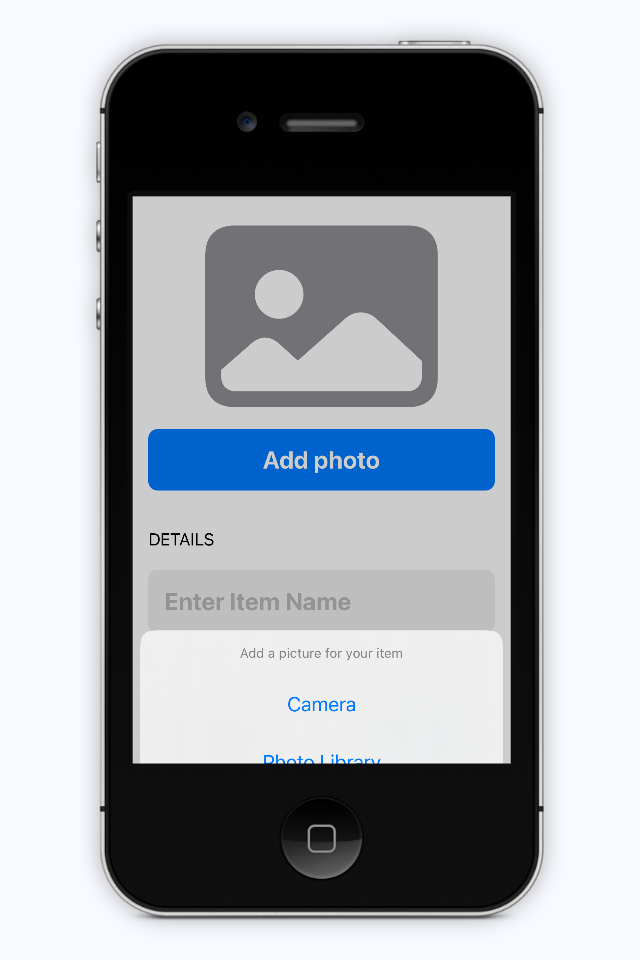 Add photo
DETAILS
Enter Item Name
Add a picture for your item
Camera
Photo Library